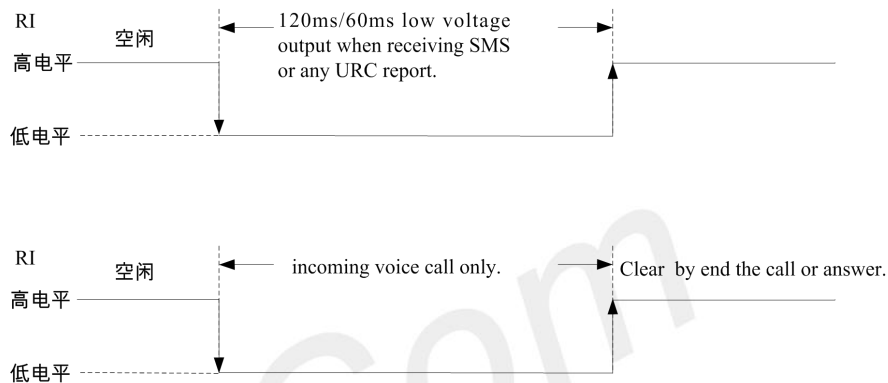 RI
空闲
120ms/60ms low voltage
output when receiving SMS
or any URC report.
高电平
低电平
RI
空闲
incoming voice call only.
Clear by end the call or answer.
高电平
低电平
Com